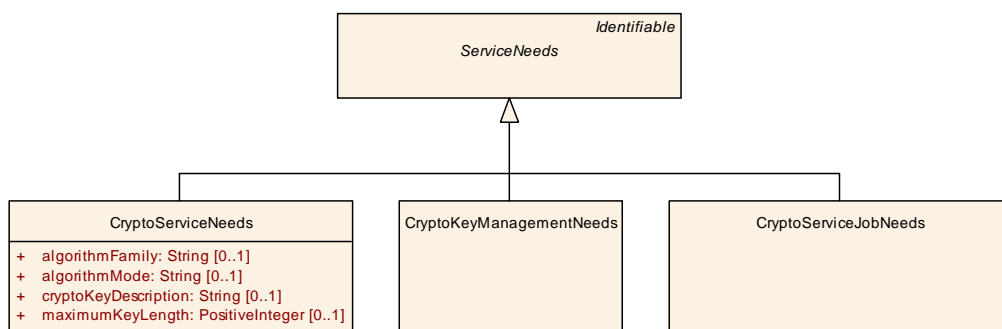 Identifiable
ServiceNeeds
CryptoServiceNeeds
+ algorithmFamily: String [0..1]
+ algorithmMode: String [0..1]
+ cryptoKeyDescription: String [0..1]
+ maximumKeyLength: PositiveInteger [0..1]
CryptoKeyManagementNeeds
CryptoServiceJobNeeds